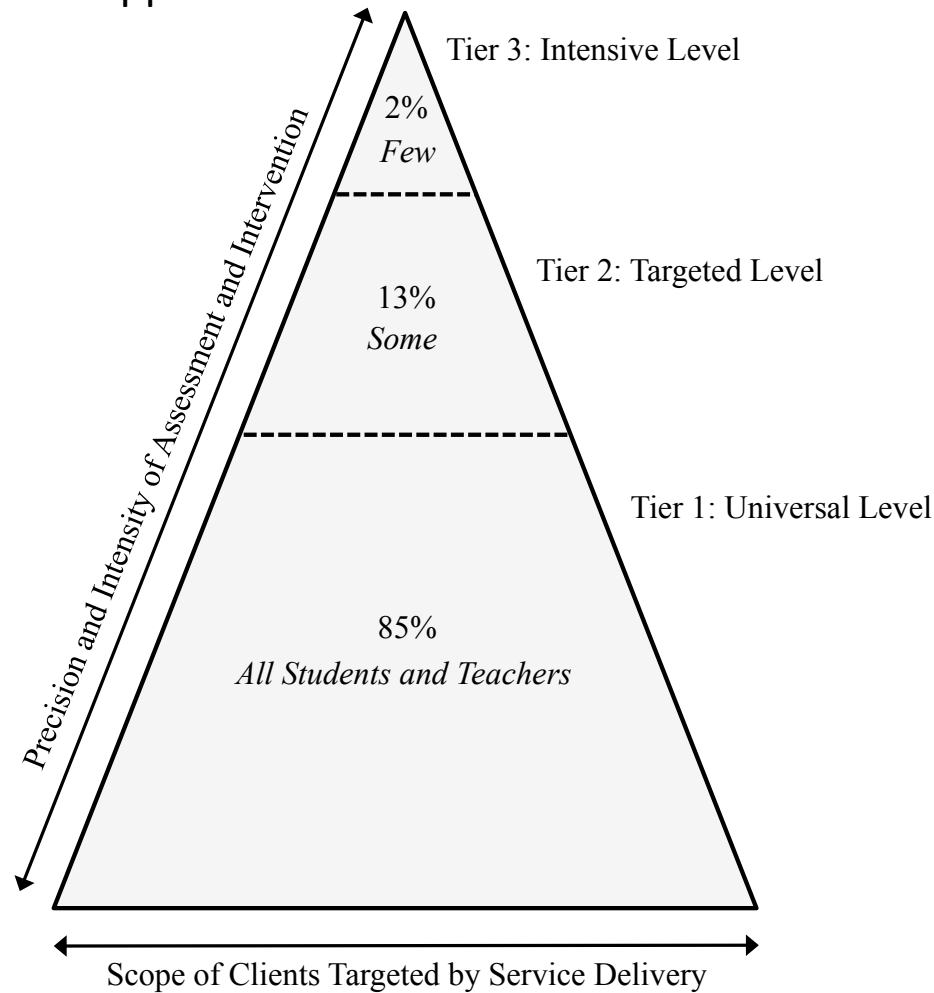 Tier 3: Intensive Level
2%
Few
Precision and Intensity of Assessment and Intervention
Tier 2: Targeted Level
13%
Some
Tier 1: Universal Level
85%
All Students and Teachers
Scope of Clients Targeted by Service Delivery